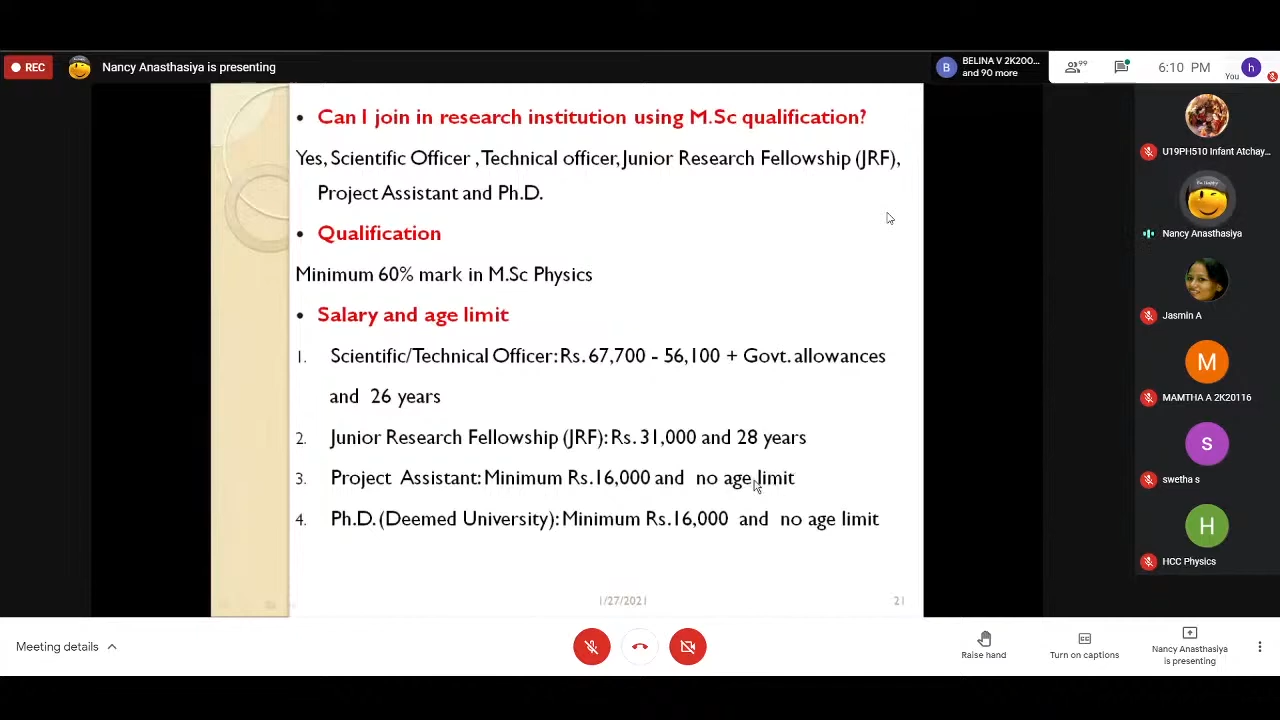 REC
Nancy Anasthasiya is presenting
B
BELINA V 2K200...
and 90 more
99
6:10 PM
You
h
• Can I join in research institution using M.Sc qualification?
Yes, Scientific Officer , Technical officer, Junior Research Fellowship (JRF),
Project Assistant and Ph.D.
• Qualification
Minimum 60% mark in M.Sc Physics
• Salary and age limit
1. Scientific/Technical Officer: Rs. 67,700 - 56,100 + Govt. allowances
and 26 years
2. Junior Research Fellowship (JRF): Rs. 31,000 and 28 years
3. Project Assistant: Minimum Rs.16,000 and no age limit
4. Ph.D. (Deemed University): Minimum Rs.16,000 and no age limit
1/27/2021
21
U19PH510 Infant Atchay...
Nancy Anasthasiya
Jasmin A
M
MAMTHA A 2K20116
S
swetha s
H
HCC Physics
Meeting details
Raise hand
Turn on captions
Nancy Anasthasiya
is presenting